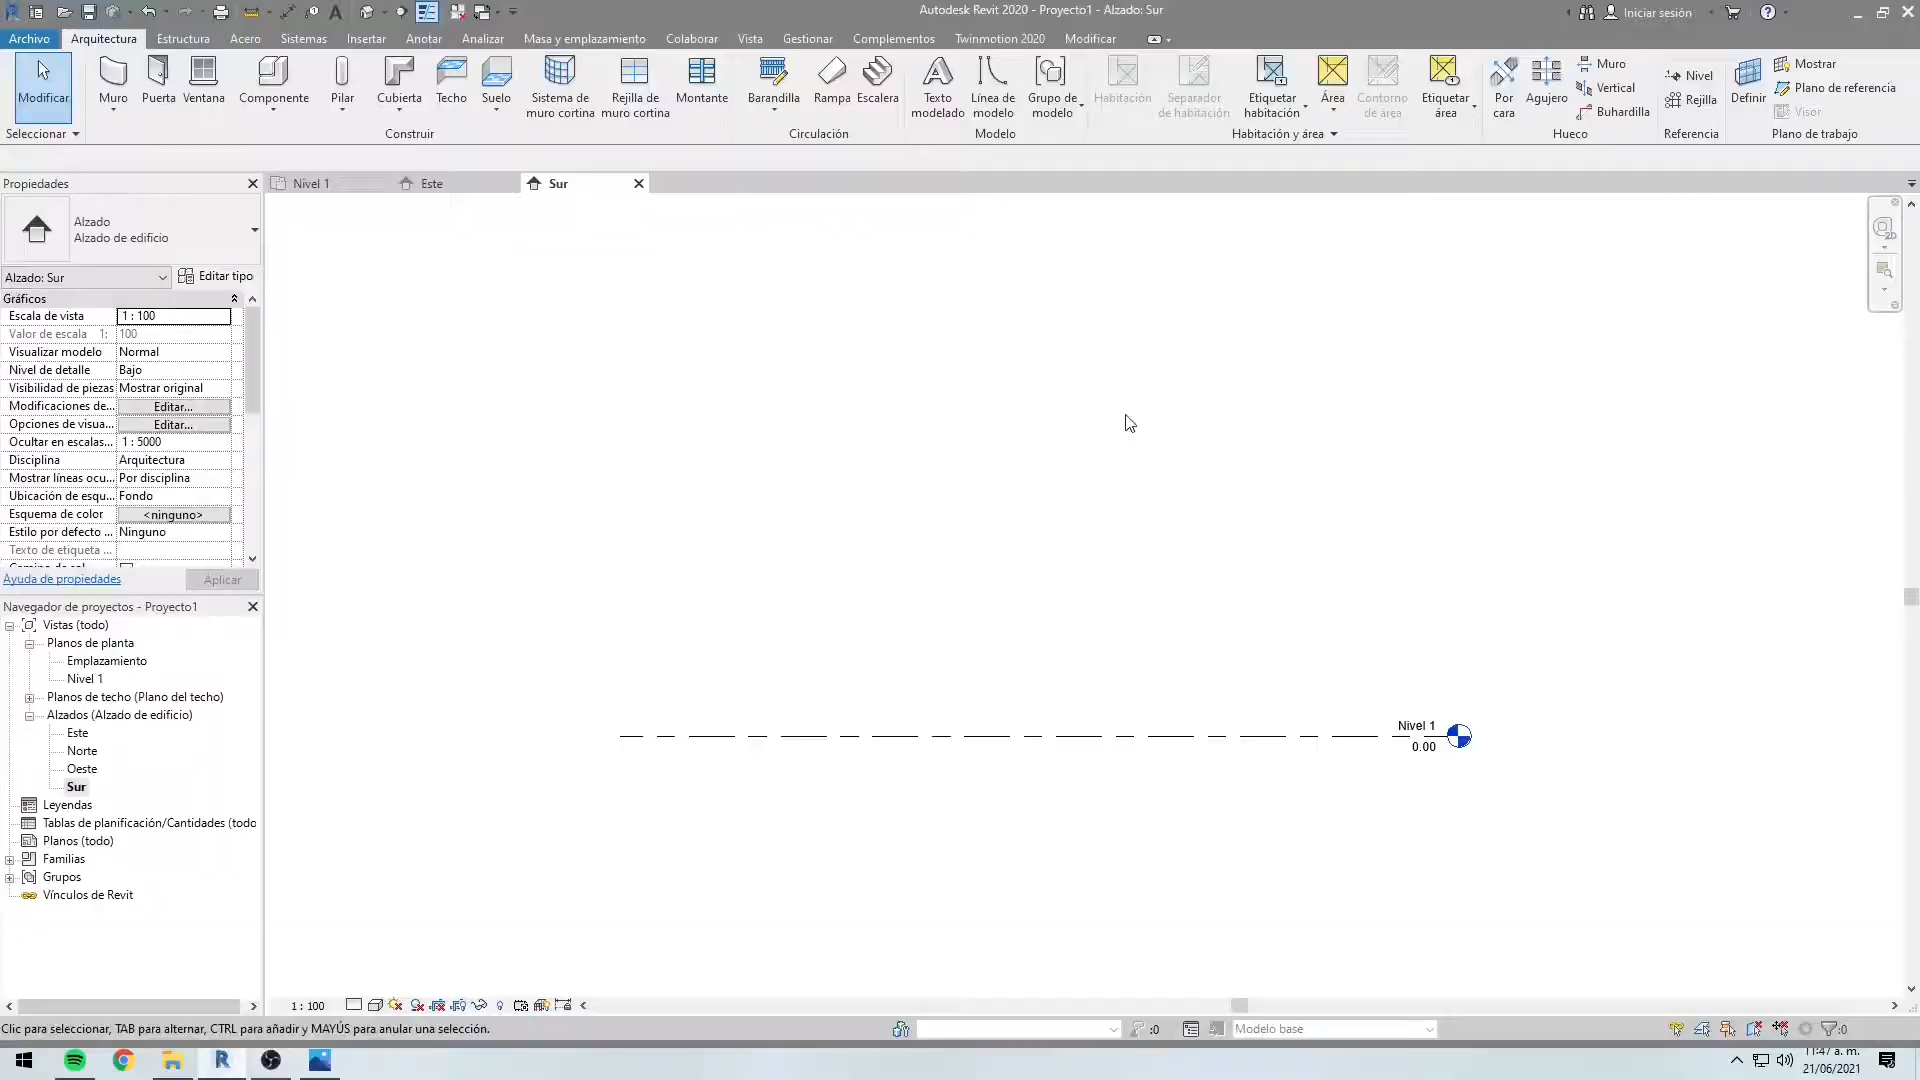 Autodesk Revit 2020 - Proyecto1 - Alzado: Sur
Iniciar sesión
Archivo Arquitectura Estructura Acero Sistemas Insertar Anotar Analizar Masa y emplazamiento Colaborar Vista Gestionar Complementos Twinmotion 2020 Modificar
Modificar Muro Puerta Ventana Componente Pilar Cubierta Techo Suelo Sistema de muro cortina Rejilla de muro cortina Montante Barandilla Rampa Escalera Texto modelado Línea de modelo Grupo de modelo Habitación Separador de habitación Etiquetar habitación Área Contorno de área Etiquetar área Por cara Agujero
Muro
Vertical
Buhardilla
Nivel
Rejilla
Definir
Mostrar
Plano de referencia
Visor
Seleccionar Construir Circulación Modelo Habitación y área Hueco Referencia Plano de trabajo
Propiedades
Nivel 1 Este Sur
Alzado
Alzado de edificio
Alzado: Sur Editar tipo
Gráficos
Escala de vista 1 : 100
Valor de escala 1: 100
Visualizar modelo Normal
Nivel de detalle Bajo
Visibilidad de piezas Mostrar original
Modificaciones de... Editar...
Opciones de visua... Editar...
Ocultar en escalas... 1 : 5000
Disciplina Arquitectura
Mostrar líneas ocu... Por disciplina
Ubicación de esqu... Fondo
Esquema de color <ninguno>
Estilo por defecto ... Ninguno
Texto de etiqueta ...
Ayuda de propiedades Aplicar
Navegador de proyectos - Proyecto1
Vistas (todo)
Planos de planta
Emplazamiento
Nivel 1
Planos de techo (Plano del techo)
Alzados (Alzado de edificio)
Este
Norte
Oeste
Sur
Leyendas
Tablas de planificación/Cantidades (todo
Planos (todo)
Familias
Grupos
Vínculos de Revit
Nivel 1
0.00
1 : 100
Clic para seleccionar, TAB para alternar, CTRL para añadir y MAYÚS para anular una selección.
:0
Modelo base
:0
11:47 a. m.
21/06/2021